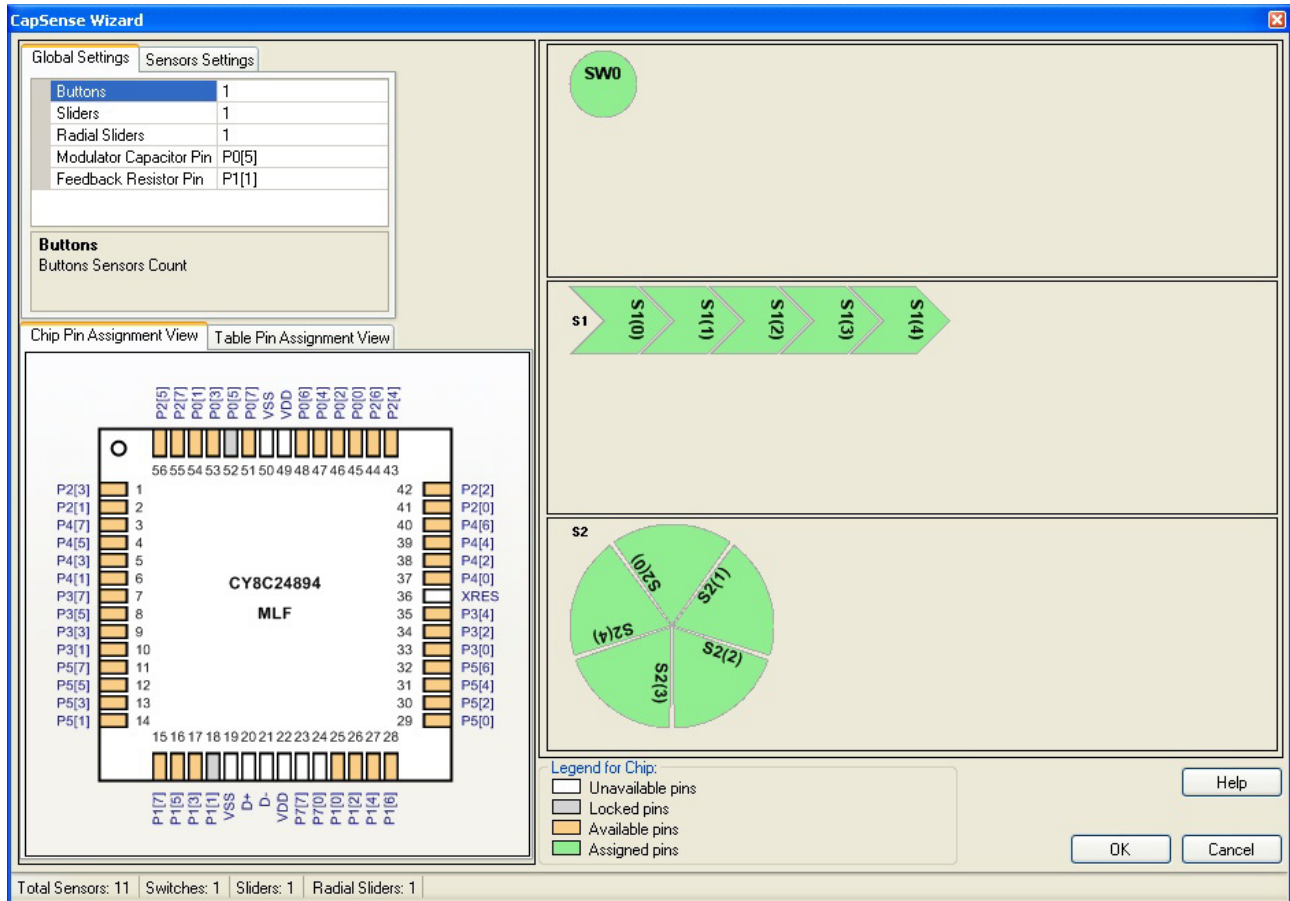 CapSense Wizard
Global Settings Sensors Settings
Buttons 1
Sliders 1
Radial Sliders 1
Modulator Capacitor Pin P0[5]
Feedback Resistor Pin P1[1]
Buttons
Buttons Sensors Count
Chip Pin Assignment View Table Pin Assignment View
P2[5] P2[7] P0[1] P0[3] P0[5] P0[7] VSS VDD P0[6] P0[4] P0[2] P0[0] P2[6] P2[4]
56 55 54 53 52 51 50 49 48 47 46 45 44 43
P2[3] 1 42 P2[2]
P2[1] 2 41 P2[0]
P4[7] 3 40 P4[6]
P4[5] 4 39 P4[4]
P4[3] 5 38 P4[2]
P4[1] 6 37 P4[0]
CY8C24894
P3[7] 7 36 XRES
P3[5] 8 MLF 35 P3[4]
P3[3] 9 34 P3[2]
P3[1] 10 33 P3[0]
P5[7] 11 32 P5[6]
P5[5] 12 31 P5[4]
P5[3] 13 30 P5[2]
P5[1] 14 29 P5[0]
15 16 17 18 19 20 21 22 23 24 25 26 27 28
P1[7] P1[5] P1[3] P1[1] VSS D+ D- VDD P7[7] P7[0] P1[0] P1[2] P1[4] P1[6]
SW0
S1 S1(0) S1(1) S1(2) S1(3) S1(4)
S2
S2(0) S2(1)
S2(4) S2(2)
S2(3)
Legend for Chip:
Unavailable pins
Locked pins
Available pins
Assigned pins
Help
OK Cancel
Total Sensors: 11 Switches: 1 Sliders: 1 Radial Sliders: 1